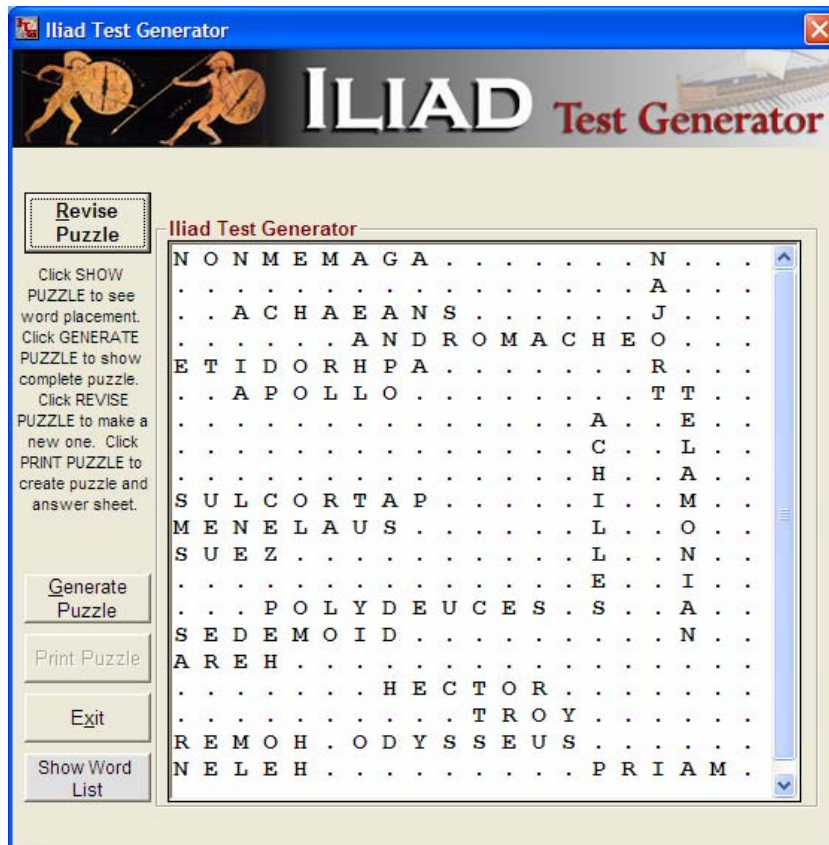 Iliad Test Generator
ILIAD Test Generator
Revise
Puzzle
Click SHOW
PUZZLE to see
word placement.
Click GENERATE
PUZZLE to show
complete puzzle.
Click REVISE
PUZZLE to make a
new one. Click
PRINT PUZZLE to
create puzzle and
answer sheet.
Generate
Puzzle
Print Puzzle
Exit
Show Word
List
Iliad Test Generator
N O N M E M A G A . . . . . . . N . . .
. . . . . . . . . . . . . . . . A . . .
. . A C H A E A N S . . . . . . J . . .
. . . . . . A N D R O M A C H E O . . .
E T I D O R H P A . . . . . . . R . . .
. . A P O L L O . . . . . . . . T T . .
. . . . . . . . . . . . . . A . . E . .
. . . . . . . . . . . . . . C . . L . .
. . . . . . . . . . . . . . H . . A . .
S U L C O R T A P . . . . . I . . M . .
M E N E L A U S . . . . . . L . . O . .
S U E Z . . . . . . . . . . L . . N . .
. . . . . . . . . . . . . . E . . I . .
. . . P O L Y D E U C E S . S . . A . .
S E D E M O I D . . . . . . . . . N . .
A R E H . . . . . . . . . . . . . . . .
. . . . . . . H E C T O R . . . . . . .
. . . . . . . . . . T R O Y . . . . . .
R E M O H . O D Y S S E U S . . . . . .
N E L E H . . . . . . . . . P R I A M .